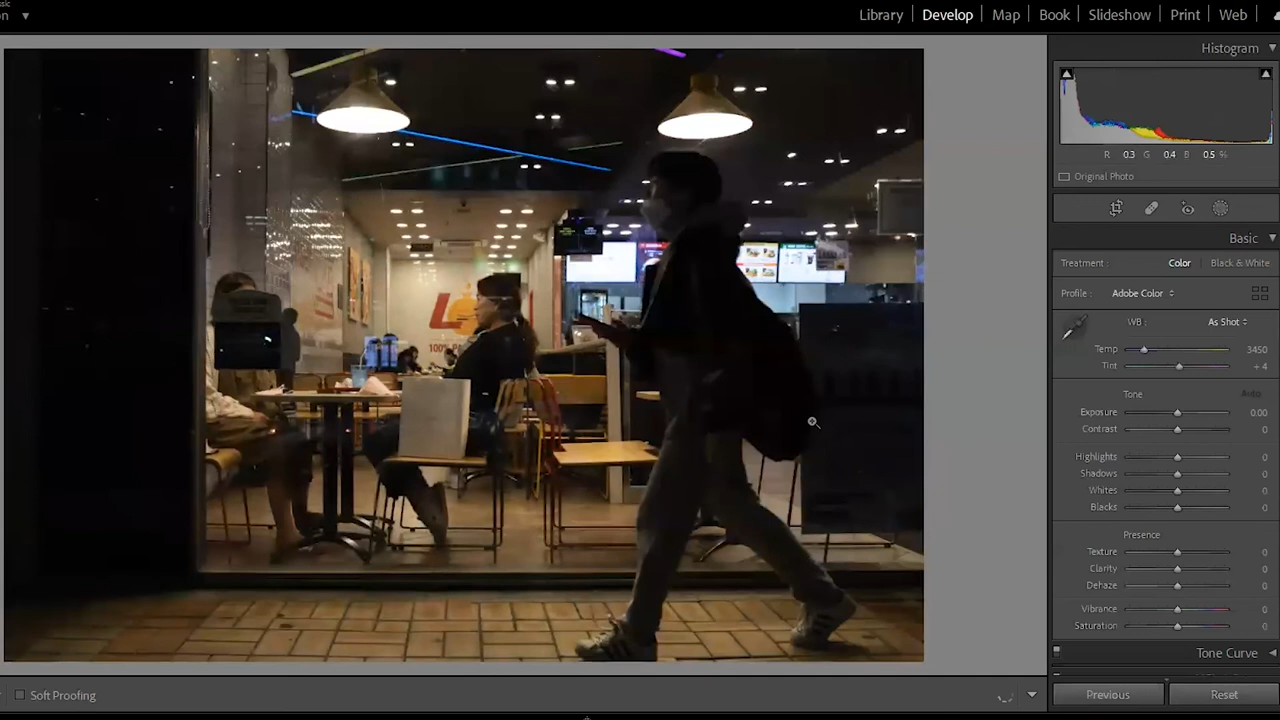 Library | Develop | Map | Book | Slideshow | Print | Web |
Histogram
R 0.3 G 0.4 B 0.5 %
Original Photo
Basic
Treatment : Color Black & White
Profile : Adobe Color
WB : As Shot
Temp 3450
Tint + 4
Tone Auto
Exposure 0.00
Contrast 0
Highlights 0
Shadows 0
Whites 0
Blacks 0
Presence
Texture 0
Clarity 0
Dehaze 0
Vibrance 0
Saturation 0
Tone Curve
Soft Proofing
Previous Reset
100%